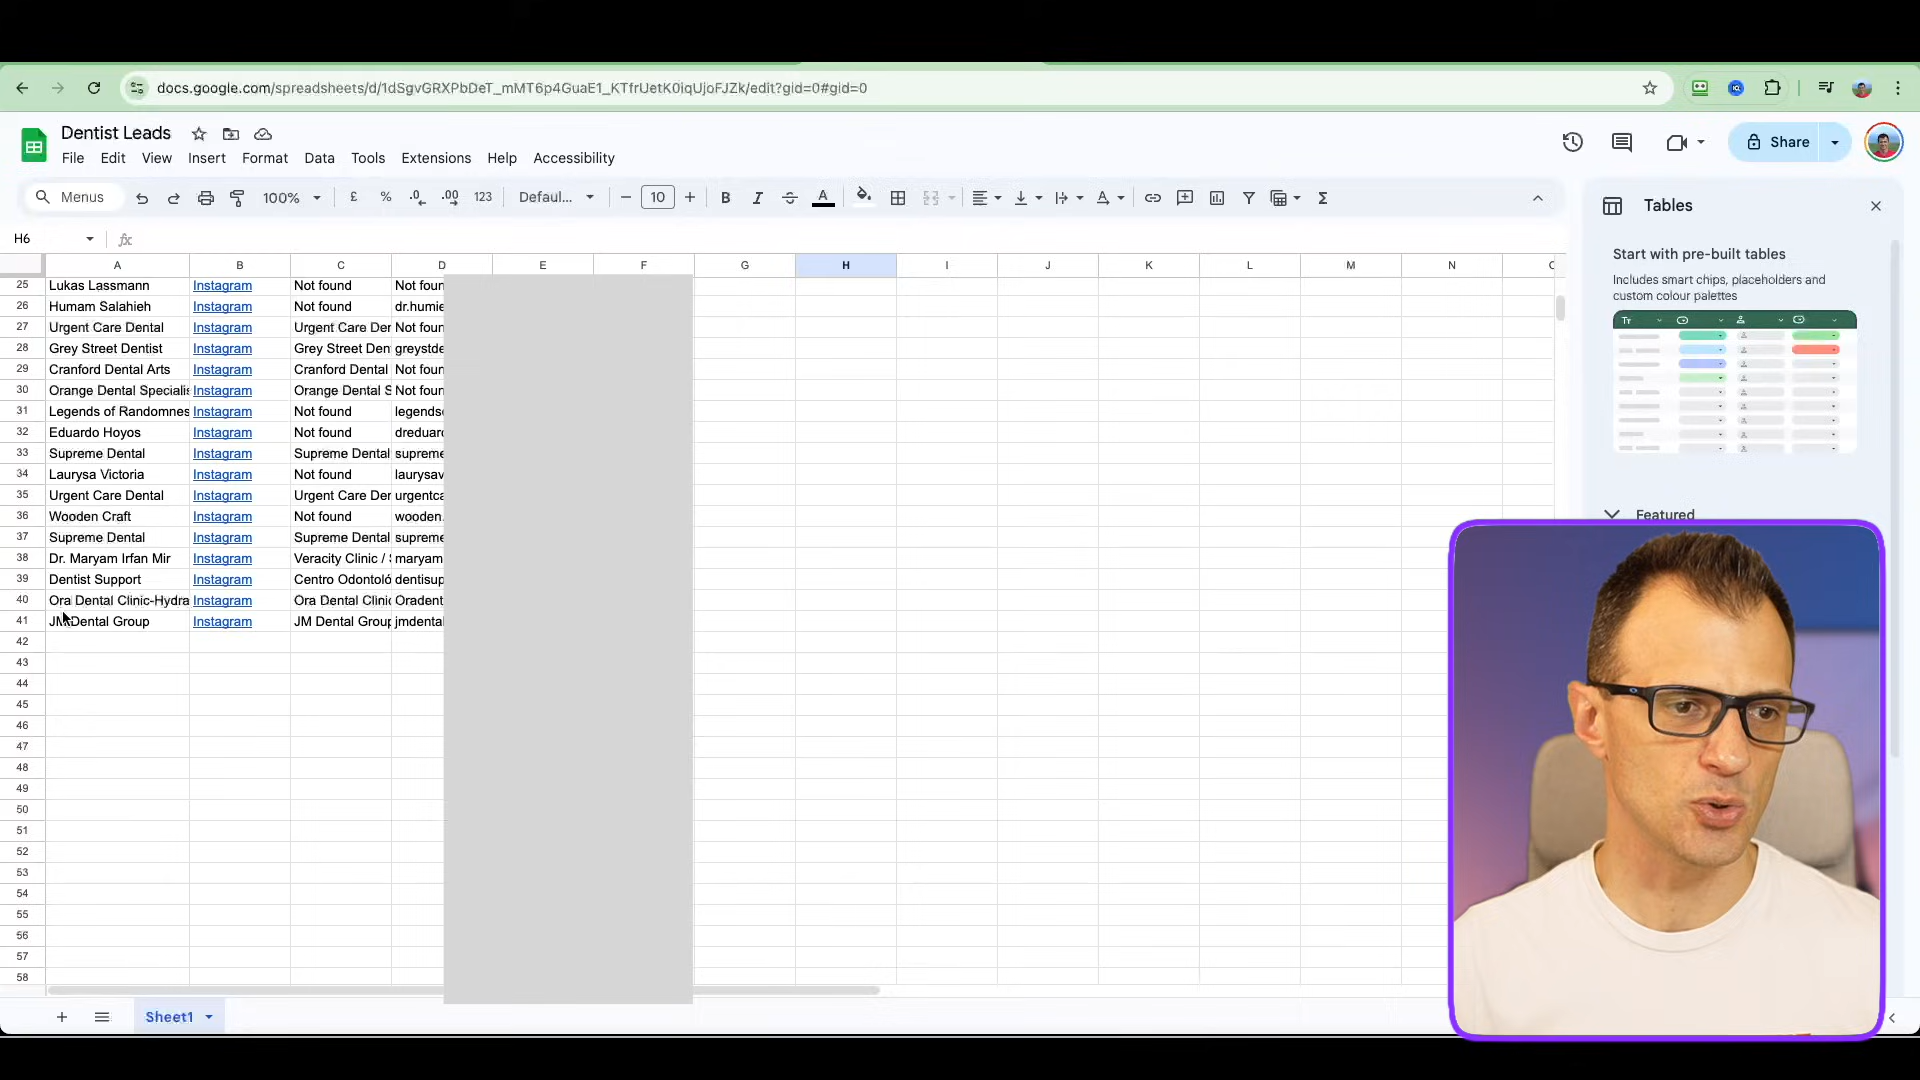 docs.google.com/spreadsheets/d/1dSgvGRXPbDeT_mMT6p4GuaE1_KTfrUetK0iqUjoFJZk/edit?gid=0#gid=0
Dentist Leads
File Edit View Insert Format Data Tools Extensions Help Accessibility
Share
Menus 100% £ % .0 .00 123 Defaul... 10 B I A Σ
Tables
H6 fx
Start with pre-built tables
Includes smart chips, placeholders and
custom colour palettes
Featured
A B C D E F G H I J K L M N
25 Lukas Lassmann Instagram Not found Not foun
26 Humam Salahieh Instagram Not found dr.humie
27 Urgent Care Dental Instagram Urgent Care Der Not foun
28 Grey Street Dentist Instagram Grey Street Den greystde
29 Cranford Dental Arts Instagram Cranford Dental Not foun
30 Orange Dental Specialis Instagram Orange Dental S Not foun
31 Legends of Randomnes Instagram Not found legends
32 Eduardo Hoyos Instagram Not found dreduard
33 Supreme Dental Instagram Supreme Dental supreme
34 Laurysa Victoria Instagram Not found laurysav
35 Urgent Care Dental Instagram Urgent Care Der urgentca
36 Wooden Craft Instagram Not found wooden.
37 Supreme Dental Instagram Supreme Dental supreme
38 Dr. Maryam Irfan Mir Instagram Veracity Clinic / maryam
39 Dentist Support Instagram Centro Odontoló dentisup
40 Ora Dental Clinic-Hydra Instagram Ora Dental Clinic Oradent
41 JM Dental Group Instagram JM Dental Group jmdental
42
43
44
45
46
47
48
49
50
51
52
53
54
55
56
57
58
Sheet1